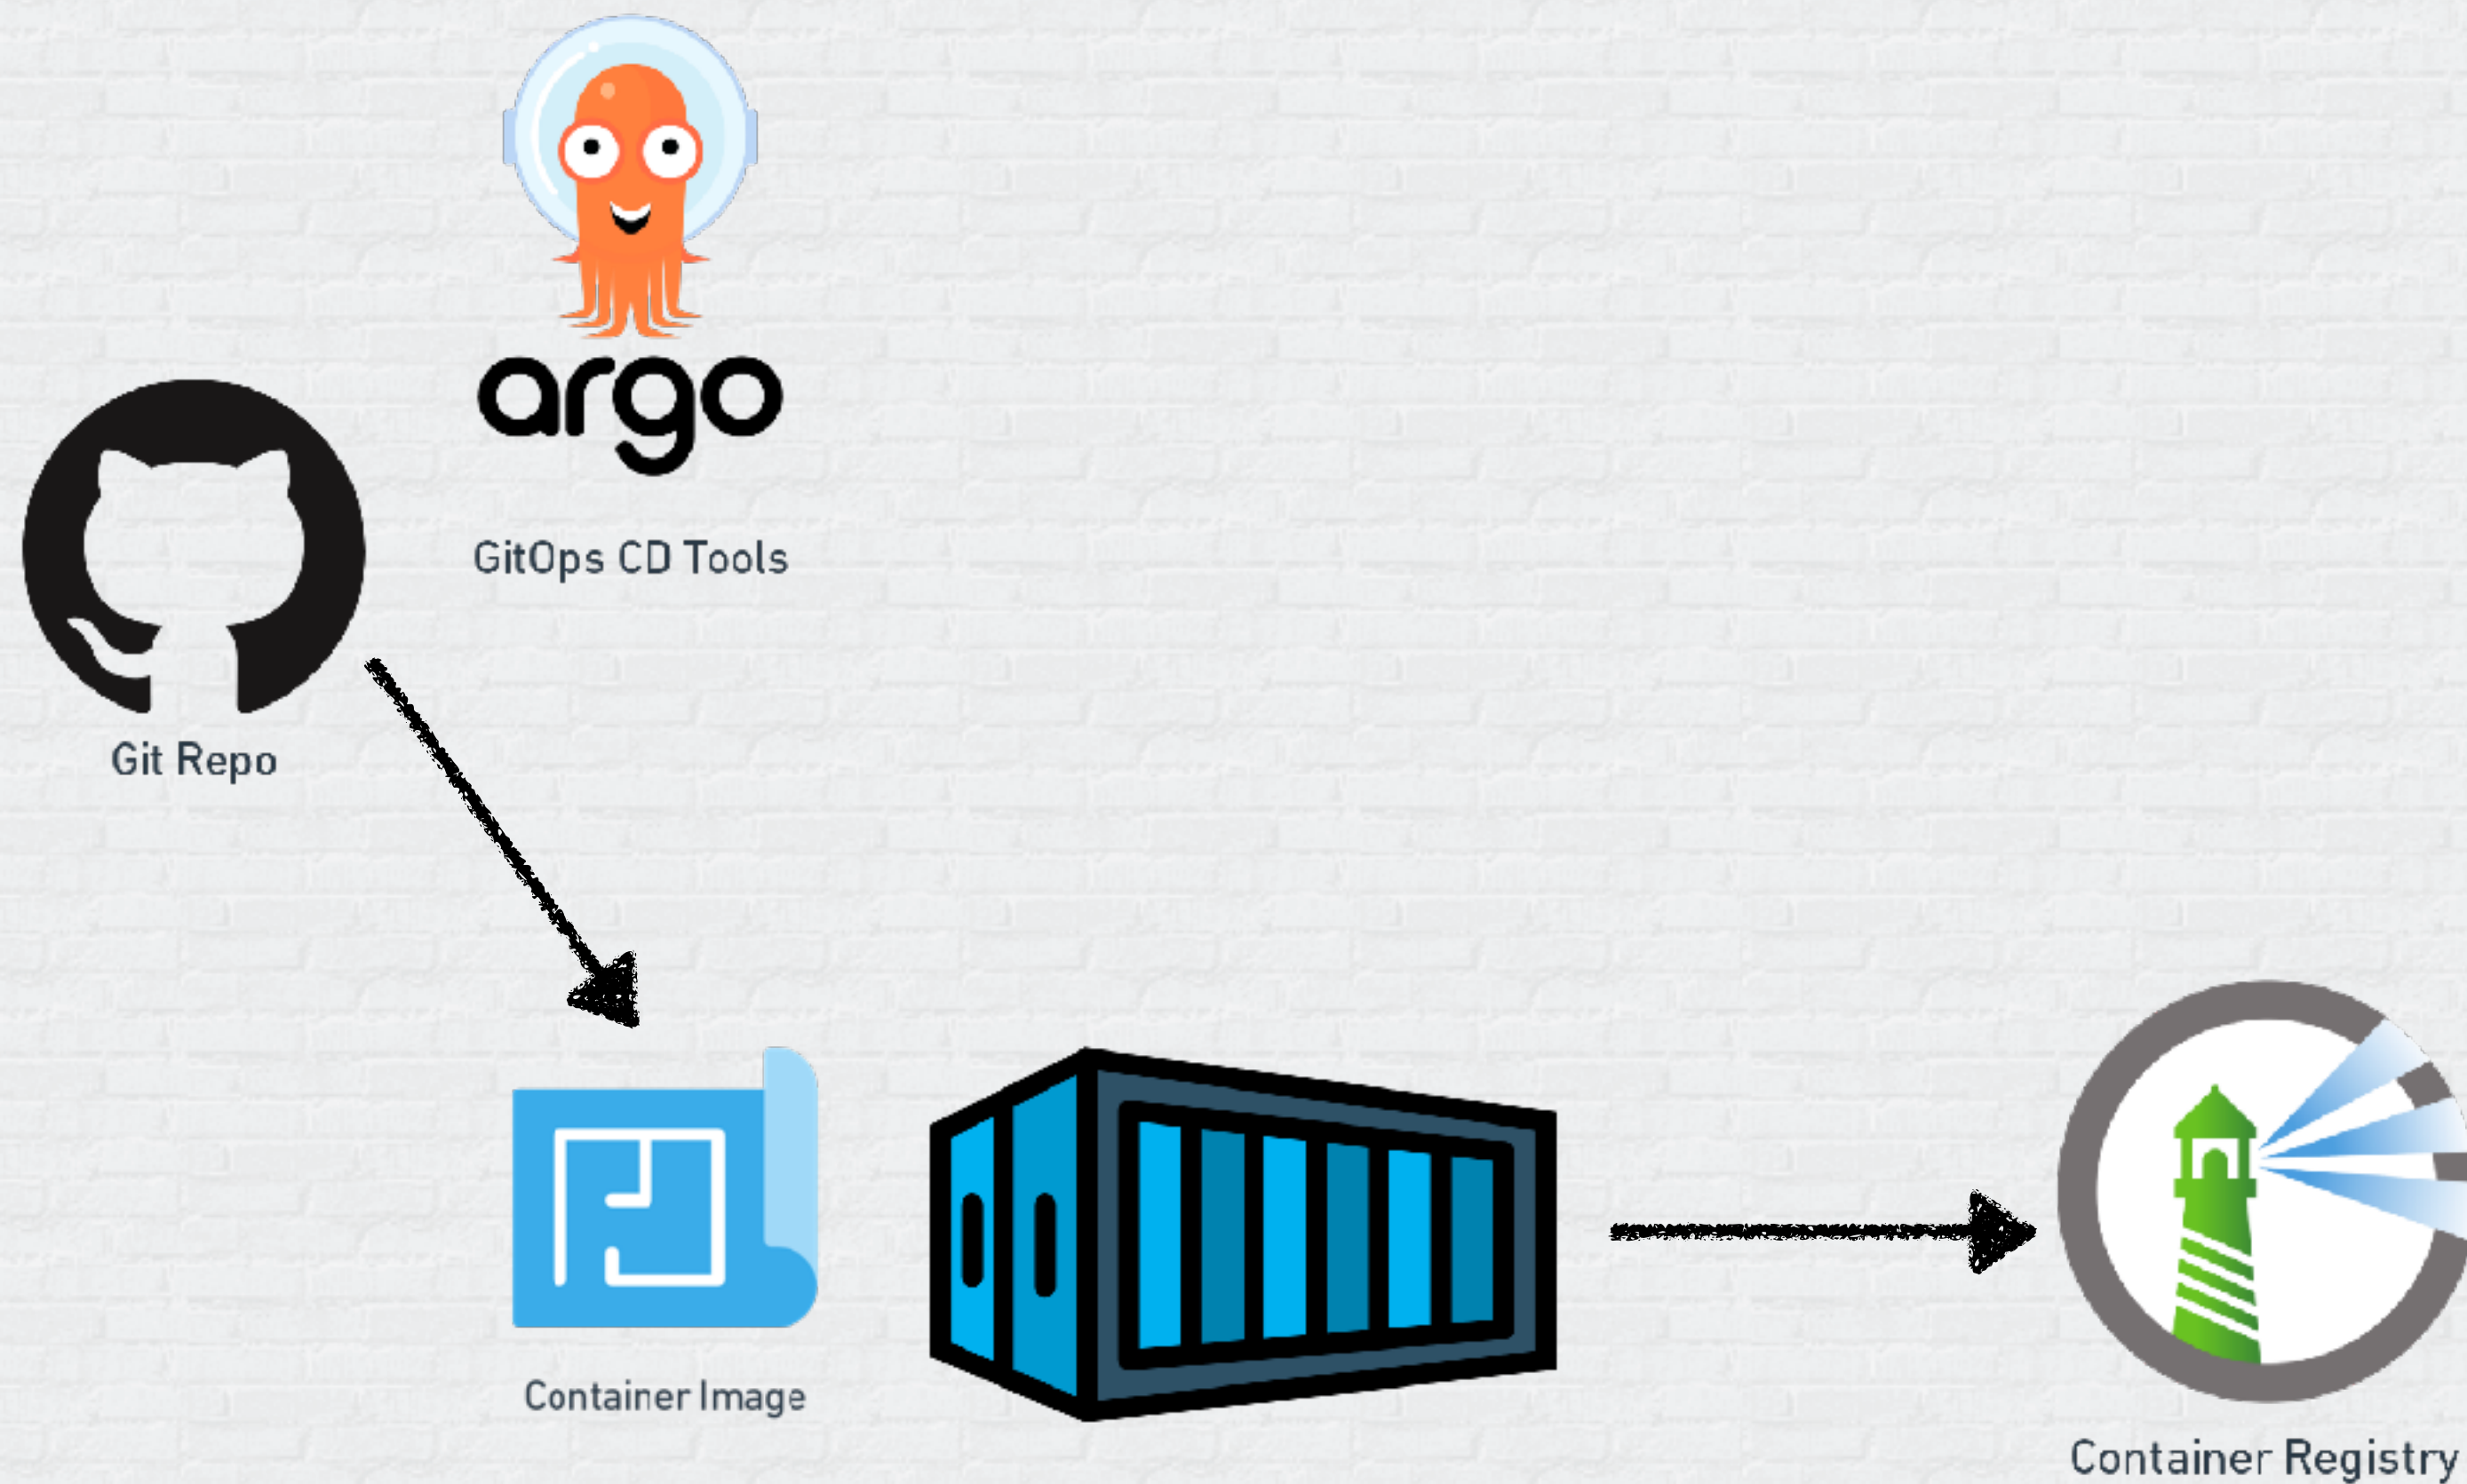 argo
GitOps CD Tools
Git Repo
Container Image
Container Registry